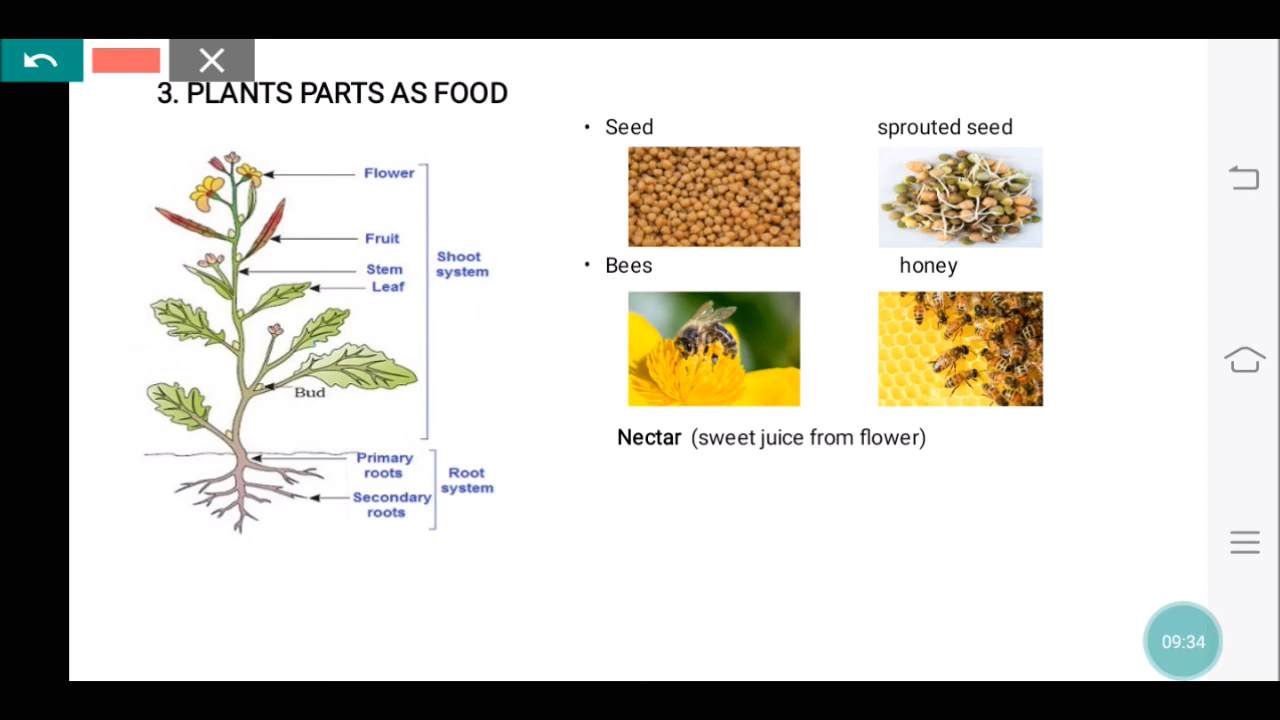 3. PLANTS PARTS AS FOOD
Flower
Fruit
Stem
Leaf
Shoot
system
Bud
Primary
roots
Secondary
roots
Root
system
• Seed
sprouted seed
• Bees
honey
Nectar (sweet juice from flower)
09:34